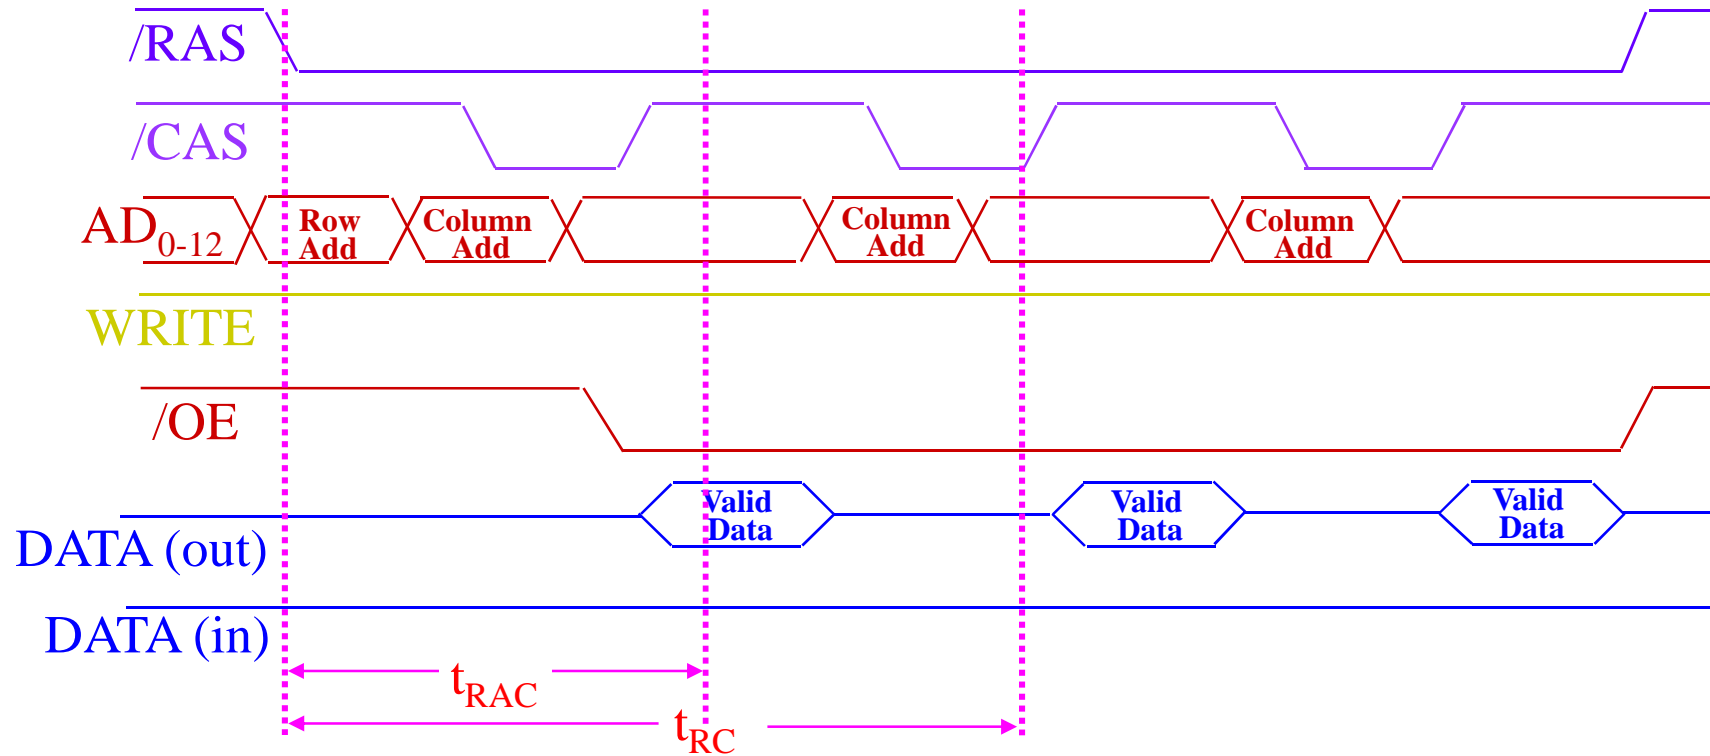 /RAS
/CAS
AD0-12
Row
Add
Column
Add
Column
Add
Column
Add
WRITE
/OE
DATA (out)
Valid
Data
Valid
Data
Valid
Data
DATA (in)
tRAC
tRC